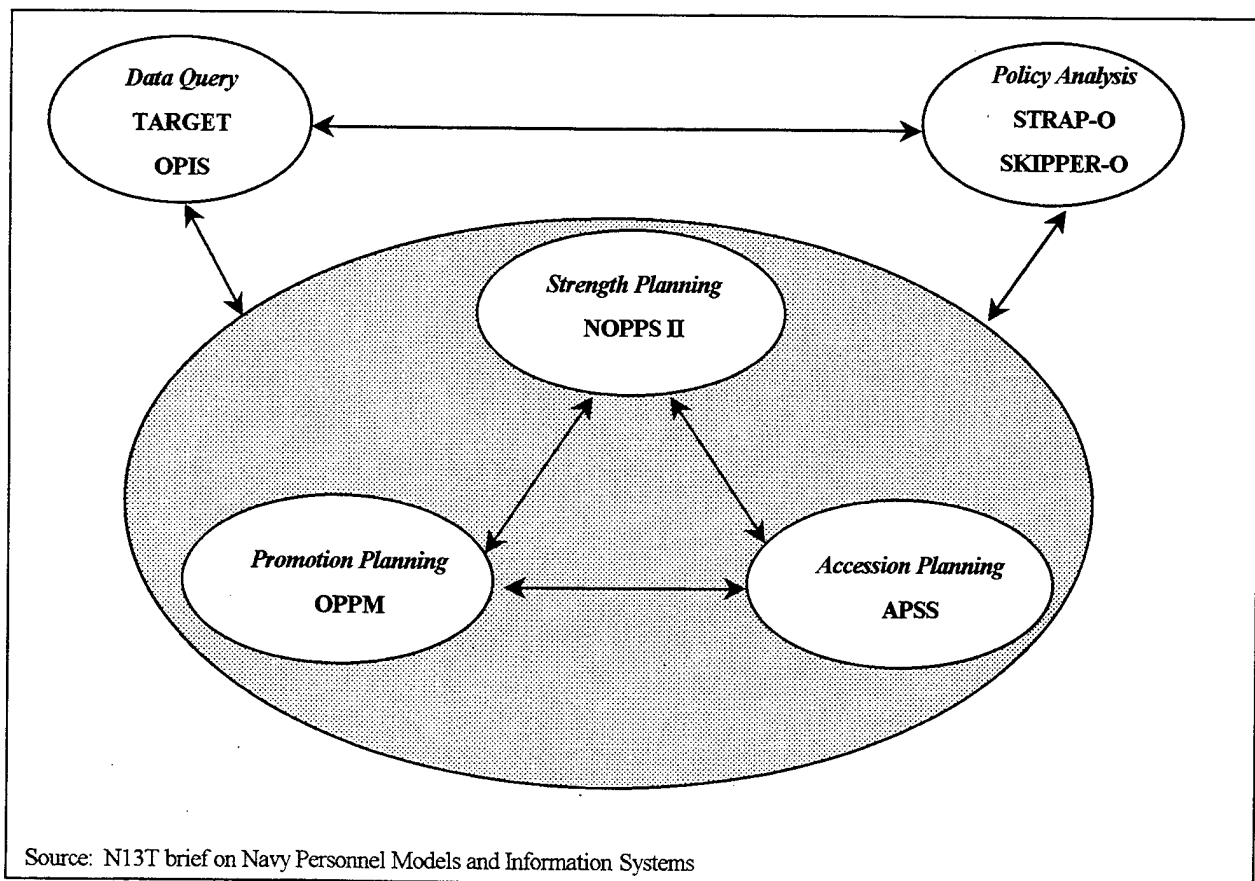 Data Query
TARGET
OPIS
Policy Analysis
STRAP-O
SKIPPER-O
Strength Planning
NOPPS II
Promotion Planning
OPPM
Accession Planning
APSS
Source: N13T brief on Navy Personnel Models and Information Systems